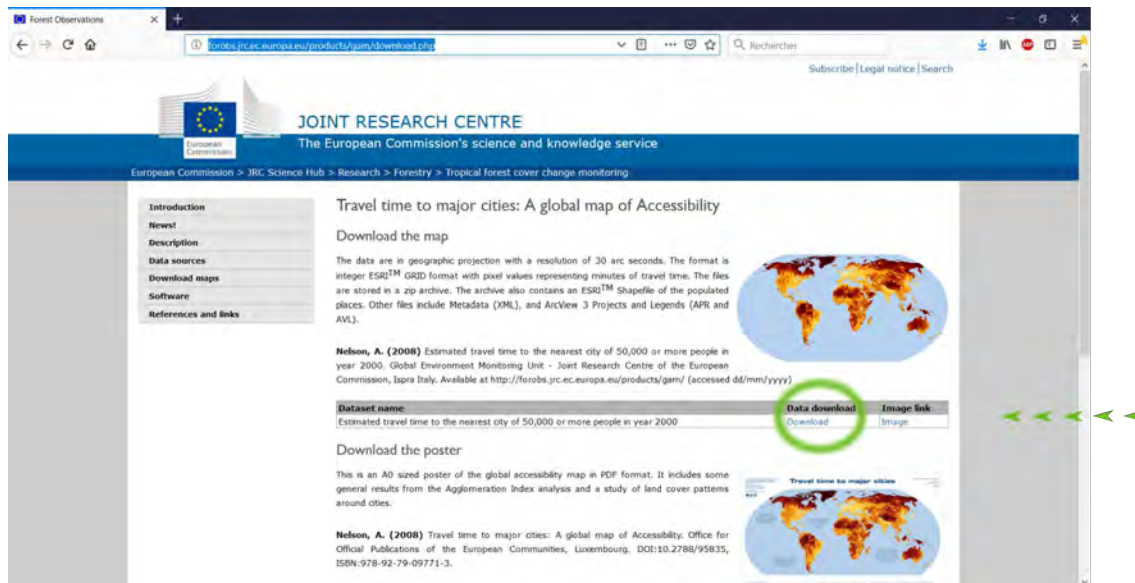 Forest Observations
forobs.jrc.ec.europa.eu/products/gam/download.php
Rechercher
Subscribe|Legal notice|Search
European
Commission
JOINT RESEARCH CENTRE
The European Commission's science and knowledge service
European Commission > JRC Science Hub > Research > Forestry > Tropical forest cover change monitoring
Introduction
News!
Description
Data sources
Download maps
Software
References and links
Travel time to major cities: A global map of Accessibility
Download the map
The data are in geographic projection with a resolution of 30 arc seconds. The format is
integer ESRI™ GRID format with pixel values representing minutes of travel time. The files
are stored in a zip archive. The archive also contains an ESRI™ Shapefile of the populated
places. Other files include Metadata (XML), and ArcView 3 Projects and Legends (APR and
AVL).
Nelson, A. (2008) Estimated travel time to the nearest city of 50,000 or more people in
year 2000. Global Environment Monitoring Unit - Joint Research Centre of the European
Commission, Ispra Italy. Available at http://forobs.jrc.ec.europa.eu/products/gam/ (accessed dd/mm/yyyy)
Dataset name Data download Image link
Estimated travel time to the nearest city of 50,000 or more people in year 2000 Download Image
Download the poster
This is an A0 sized poster of the global accessibility map in PDF format. It includes some
general results from the Agglomeration Index analysis and a study of land cover patterns
around cities.
Travel time to major cities
Nelson, A. (2008) Travel time to major cities: A global map of Accessibility. Office for
Official Publications of the European Communities, Luxembourg. DOI:10.2788/95835,
ISBN:978-92-79-09771-3.